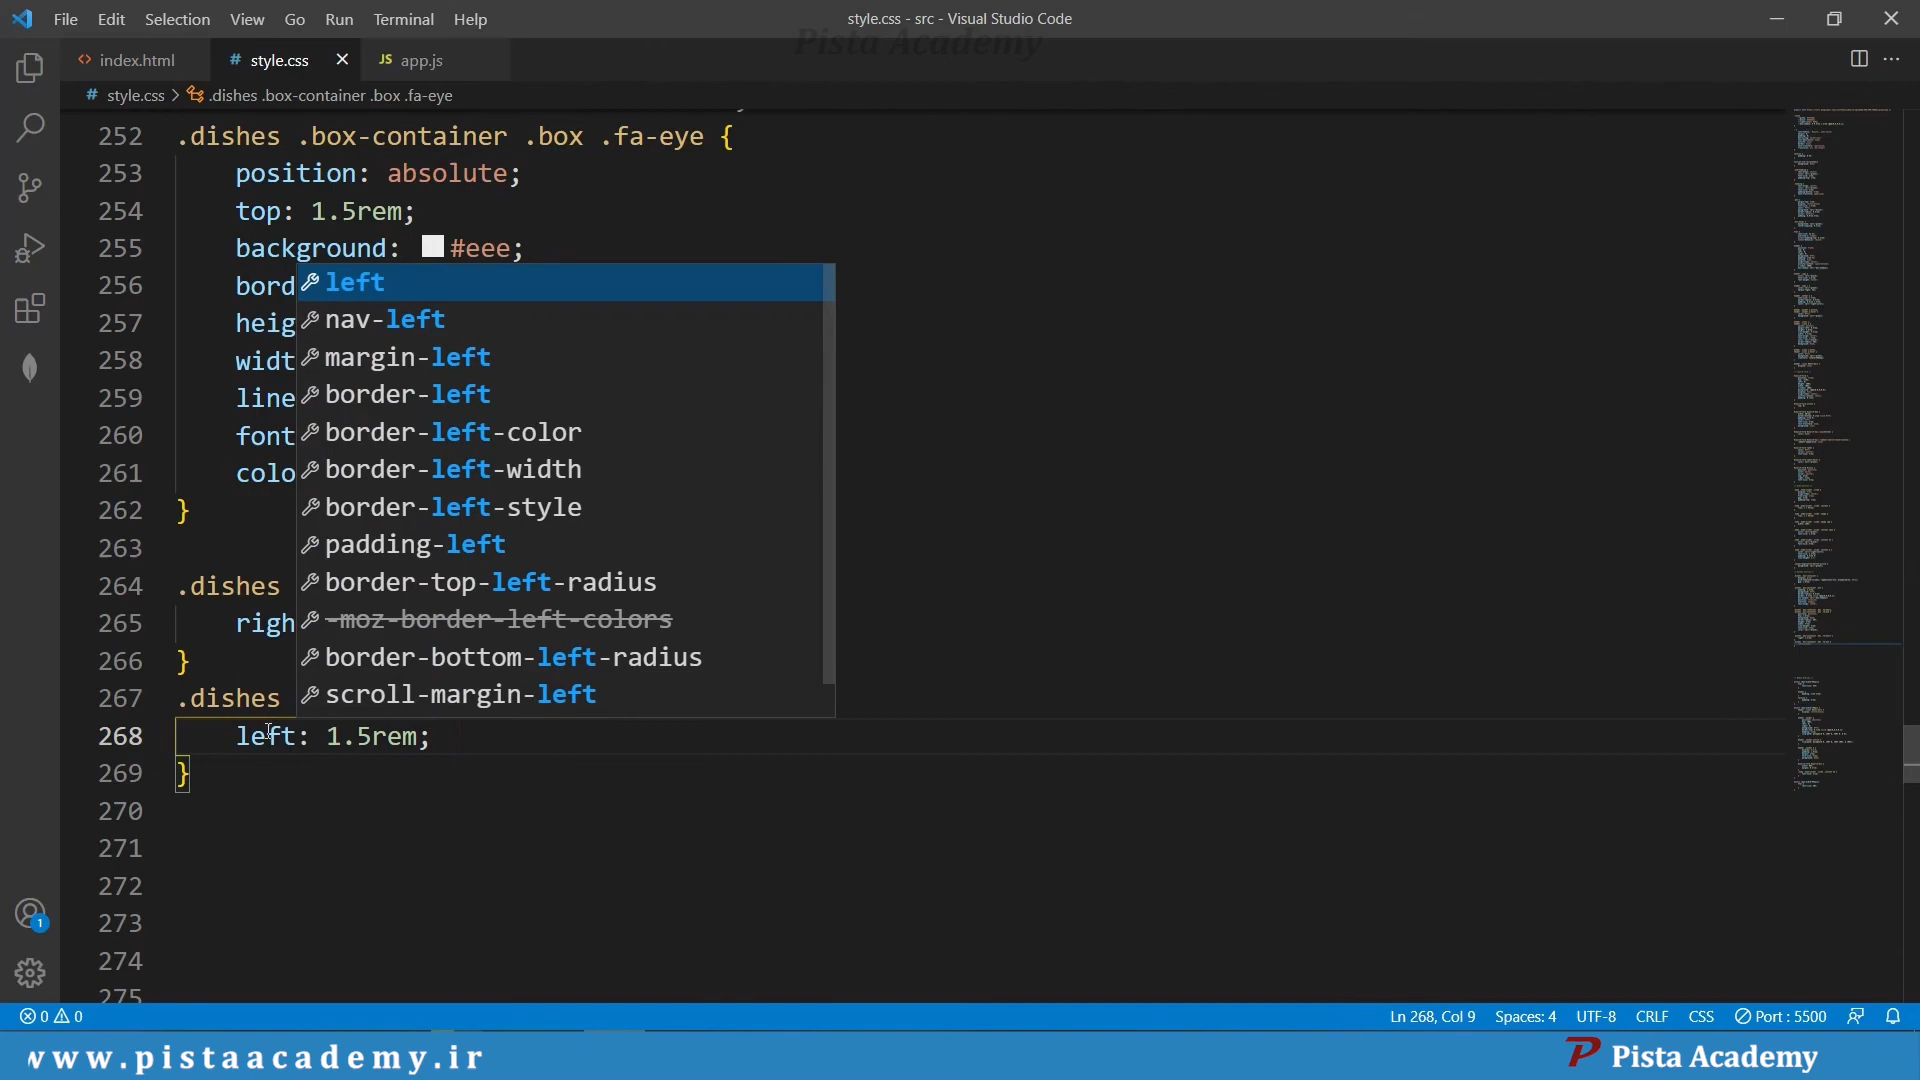 File Edit Selection View Go Run Terminal Help
style.css - src - Visual Studio Code
Pista Academy
<> index.html # style.css × JS app.js
# style.css > .dishes .box-container .box .fa-eye
252 .dishes .box-container .box .fa-eye {
253 position: absolute;
254 top: 1.5rem;
255 background: #eee;
256 bord
257 heig
258 widt
259 line
260 font
261 colo
262 }
263
264 .dishes
265 righ
266 }
267 .dishes
268 left: 1.5rem;
269 }
270
271
272
273
274
275
left
nav-left
margin-left
border-left
border-left-color
border-left-width
border-left-style
padding-left
border-top-left-radius
-moz-border-left-colors
border-bottom-left-radius
scroll-margin-left
1
0 0
Ln 268, Col 9 Spaces: 4 UTF-8 CRLF CSS Port : 5500
www.pistaacademy.ir
Pista Academy